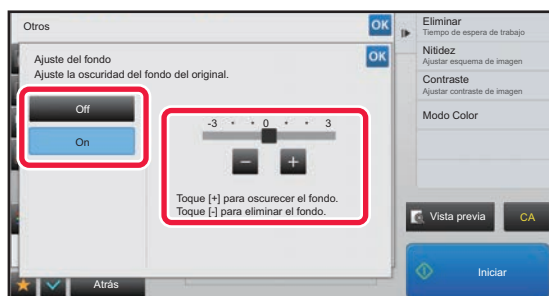 Otros
OK
Ajuste del fondo
Ajuste la oscuridad del fondo del original.
OK
Off
On
-3 0 3
− +
Toque [+] para oscurecer el fondo.
Toque [-] para eliminar el fondo.
Atrás
Eliminar
Tiempo de espera de trabajo
Nitidez
Ajustar esquema de imagen
Contraste
Ajustar contraste de imagen
Modo Color
Vista previa
CA
Iniciar